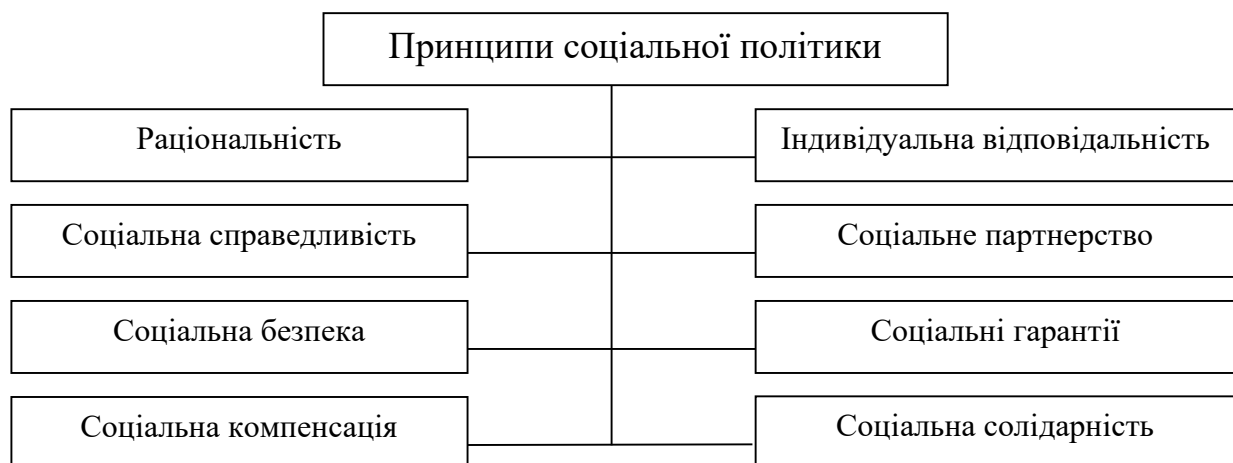 Принципи соціальної політики
Раціональність
Індивідуальна відповідальність
Соціальна справедливість
Соціальне партнерство
Соціальна безпека
Соціальні гарантії
Соціальна компенсація
Соціальна солідарність